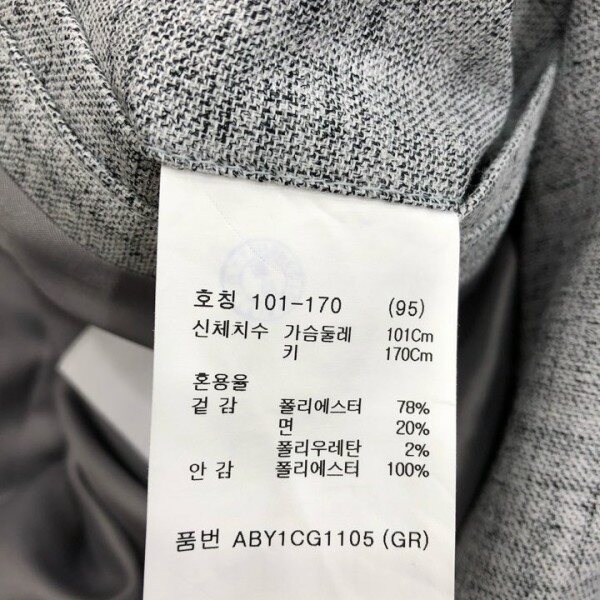 호칭 101-170 (95)
신체치수 가슴둘레 101Cm
키 170Cm
혼용율
겉 감 폴리에스터 78%
면 20%
폴리우레탄 2%
안 감 폴리에스터 100%
품번 ABY1CG1105 (GR)